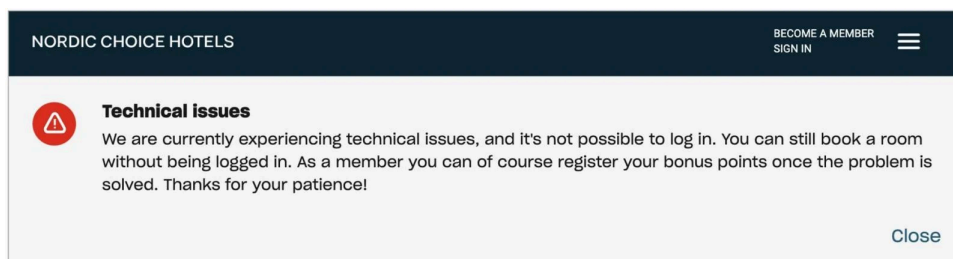 NORDIC CHOICE HOTELS
BECOME A MEMBER
SIGN IN
Technical issues
We are currently experiencing technical issues, and it's not possible to log in. You can still book a room
without being logged in. As a member you can of course register your bonus points once the problem is
solved. Thanks for your patience!
Close